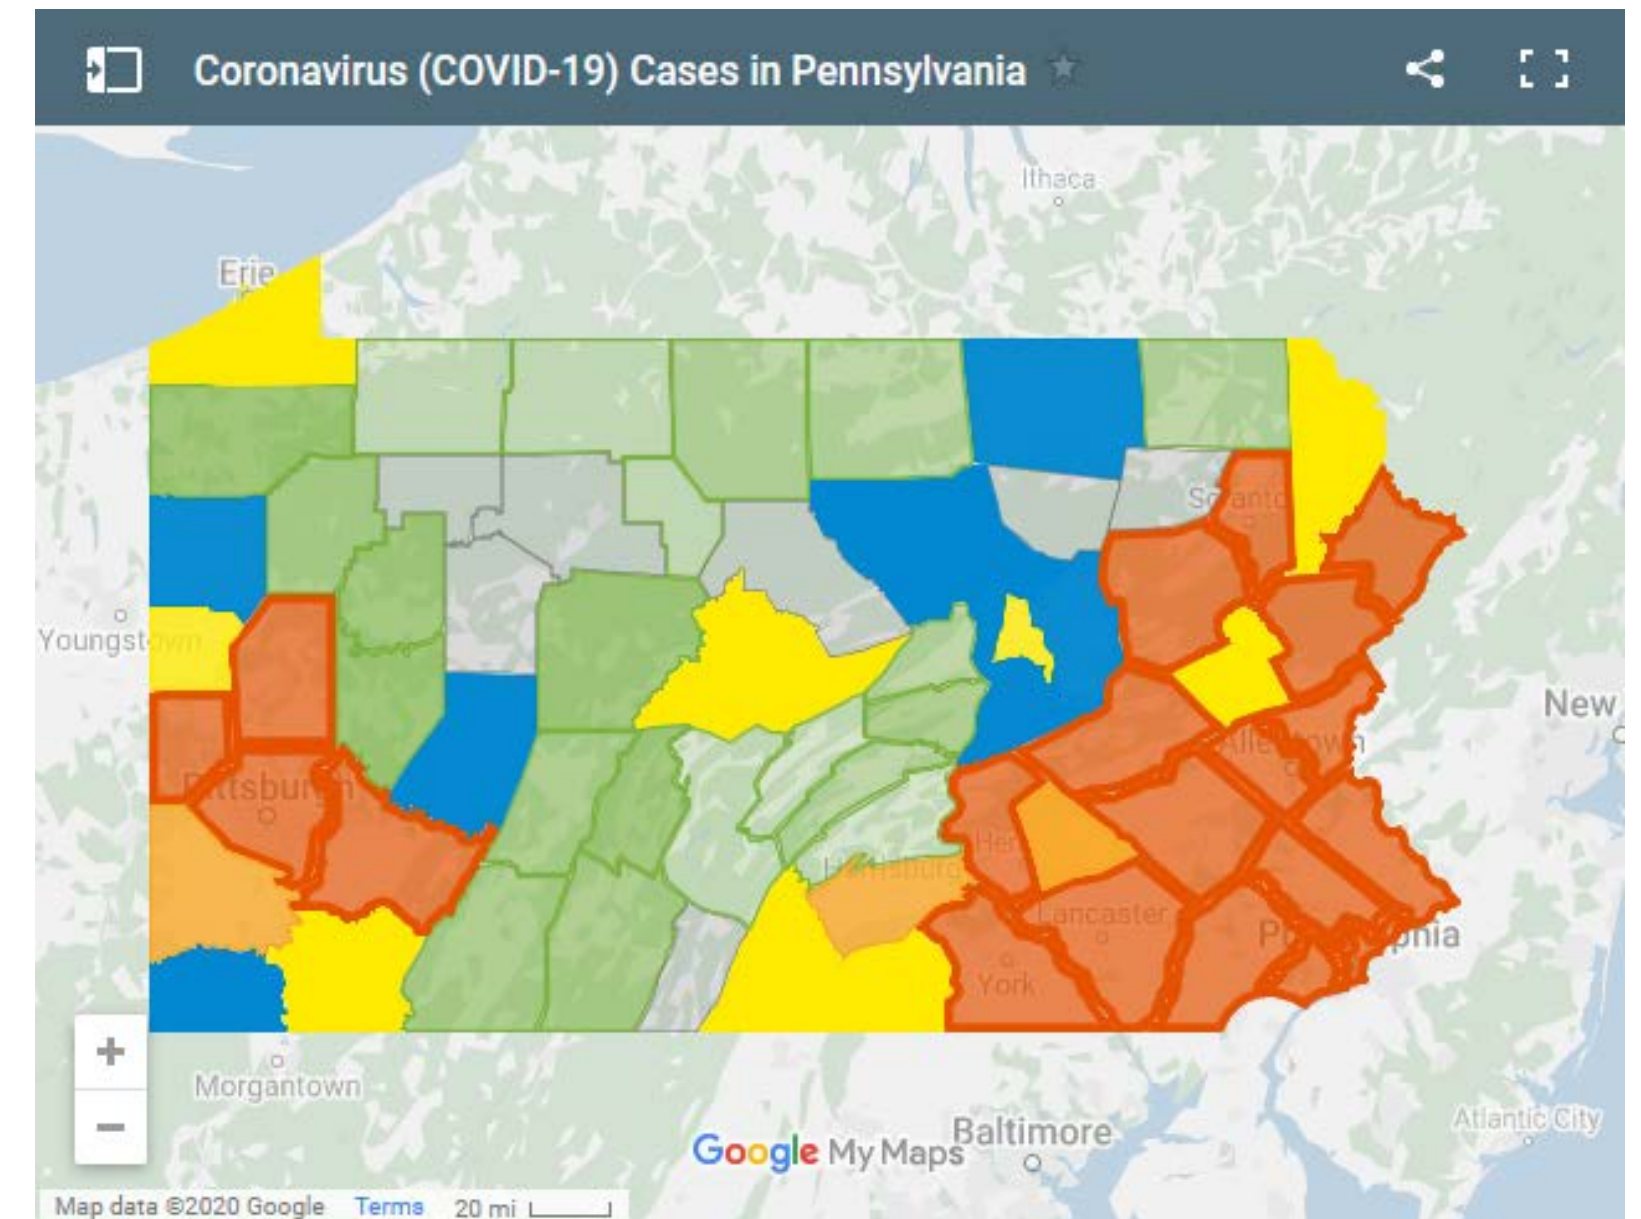 Coronavirus (COVID-19) Cases in Pennsylvania
Ithaca
Erie
Youngstown
New
Pittsburgh
Harrisburg
Lancaster
York
Morgantown
Baltimore
Atlantic City
+
−
Google My Maps
Map data ©2020 Google Terms 20 mi